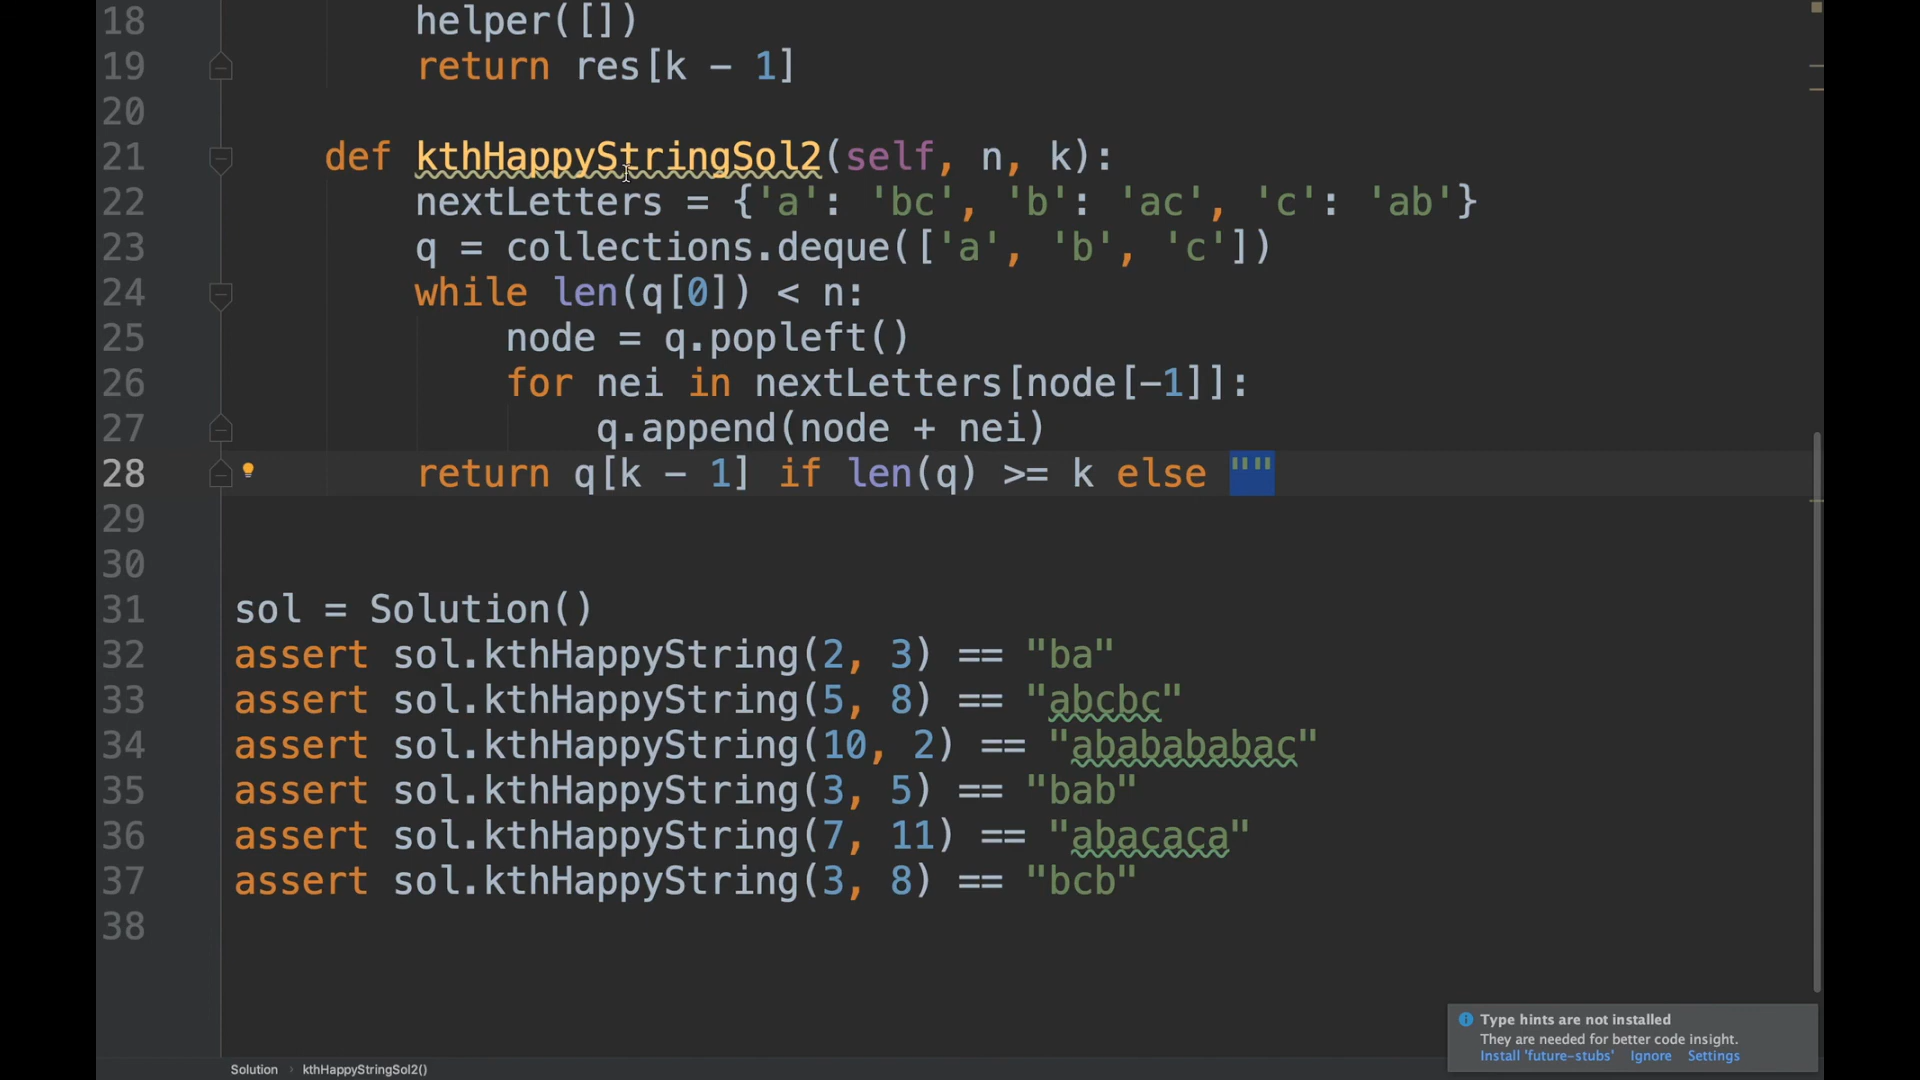 18 helper([])
19 return res[k - 1]
20
21 def kthHappyStringSol2(self, n, k):
22 nextLetters = {'a': 'bc', 'b': 'ac', 'c': 'ab'}
23 q = collections.deque(['a', 'b', 'c'])
24 while len(q[0]) < n:
25 node = q.popleft()
26 for nei in nextLetters[node[-1]]:
27 q.append(node + nei)
28 return q[k - 1] if len(q) >= k else ""
29
30
31 sol = Solution()
32 assert sol.kthHappyString(2, 3) == "ba"
33 assert sol.kthHappyString(5, 8) == "abcbc"
34 assert sol.kthHappyString(10, 2) == "ababababac"
35 assert sol.kthHappyString(3, 5) == "bab"
36 assert sol.kthHappyString(7, 11) == "abacaca"
37 assert sol.kthHappyString(3, 8) == "bcb"
38
Type hints are not installed
They are needed for better code insight.
Install 'future-stubs' Ignore Settings
Solution › kthHappyStringSol2()